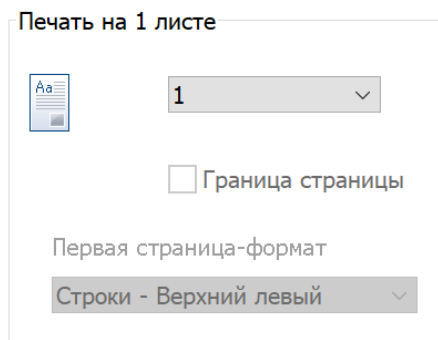 Печать на 1 листе
Aa
1
Граница страницы
Первая страница-формат
Строки - Верхний левый